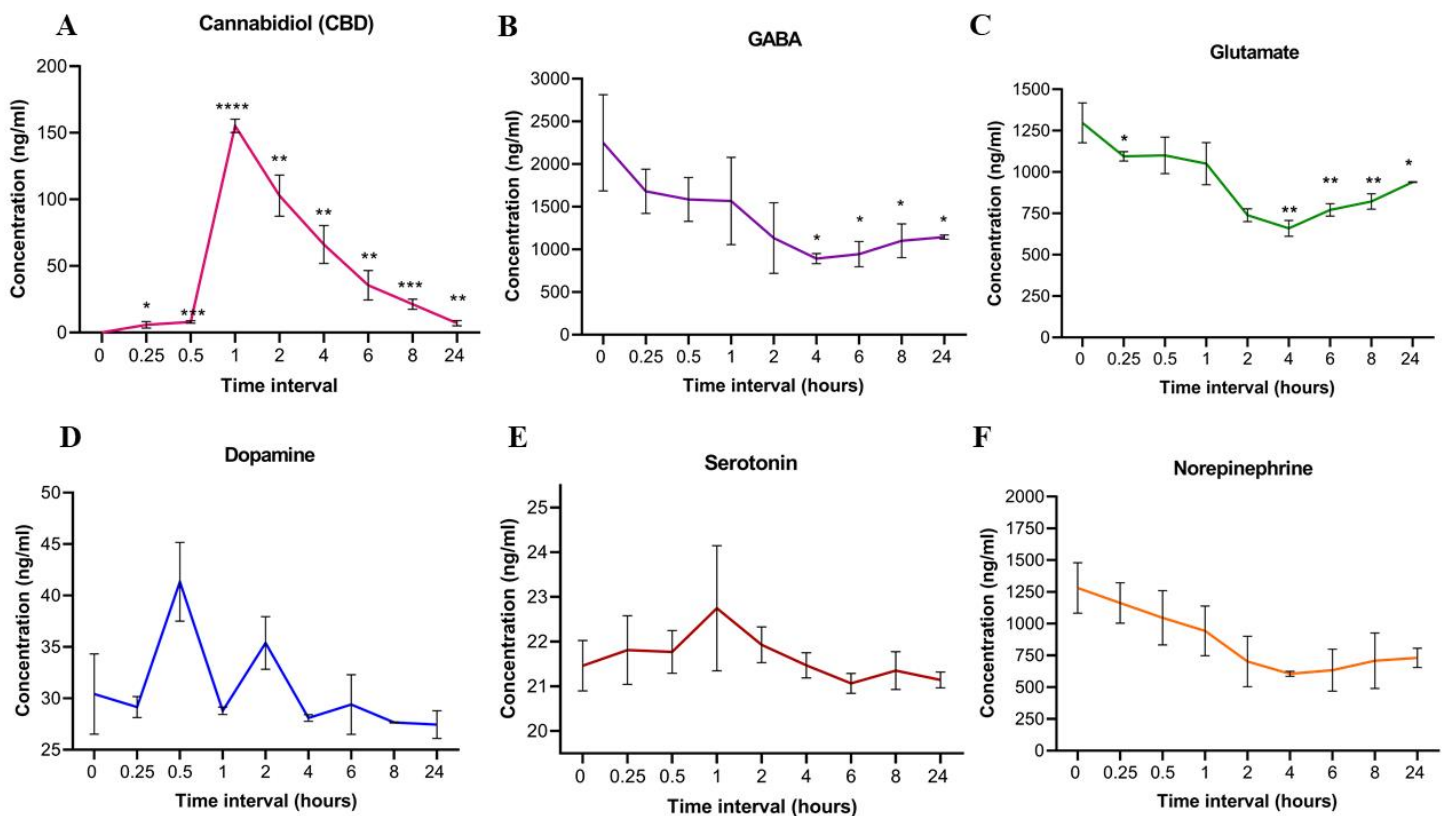 A
Cannabidiol (CBD)
Concentration (ng/ml)
200
150
100
50
0
****
**
**
**
***
**
*
***
0 0.25 0.5 1 2 4 6 8 24
Time interval
B
GABA
Concentration (ng/ml)
3000
2500
2000
1500
1000
500
0
* * * *
0 0.25 0.5 1 2 4 6 8 24
Time interval (hours)
C
Glutamate
Concentration (ng/ml)
1500
1250
1000
750
500
250
0
* ** ** ** *
0 0.25 0.5 1 2 4 6 8 24
Time interval (hours)
D
Dopamine
Concentration (ng/ml)
50
45
40
35
30
25
0 0.25 0.5 1 2 4 6 8 24
Time interval (hours)
E
Serotonin
Concentration (ng/ml)
25
24
23
22
21
20
0 0.25 0.5 1 2 4 6 8 24
Time interval (hours)
F
Norepinephrine
Concentration (ng/ml)
2000
1750
1500
1250
1000
750
500
250
0
0 0.25 0.5 1 2 4 6 8 24
Time interval (hours)